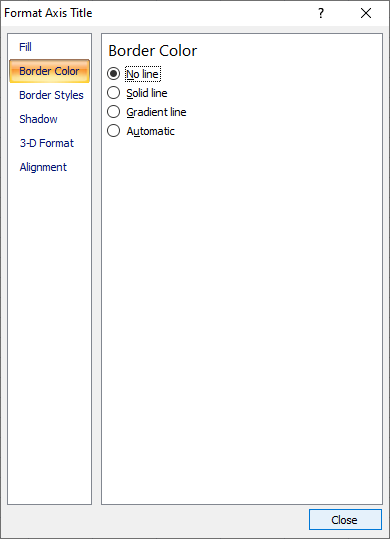 Format Axis Title
?
Fill
Border Color
Border Styles
Shadow
3-D Format
Alignment
Border Color
No line
Solid line
Gradient line
Automatic
Close